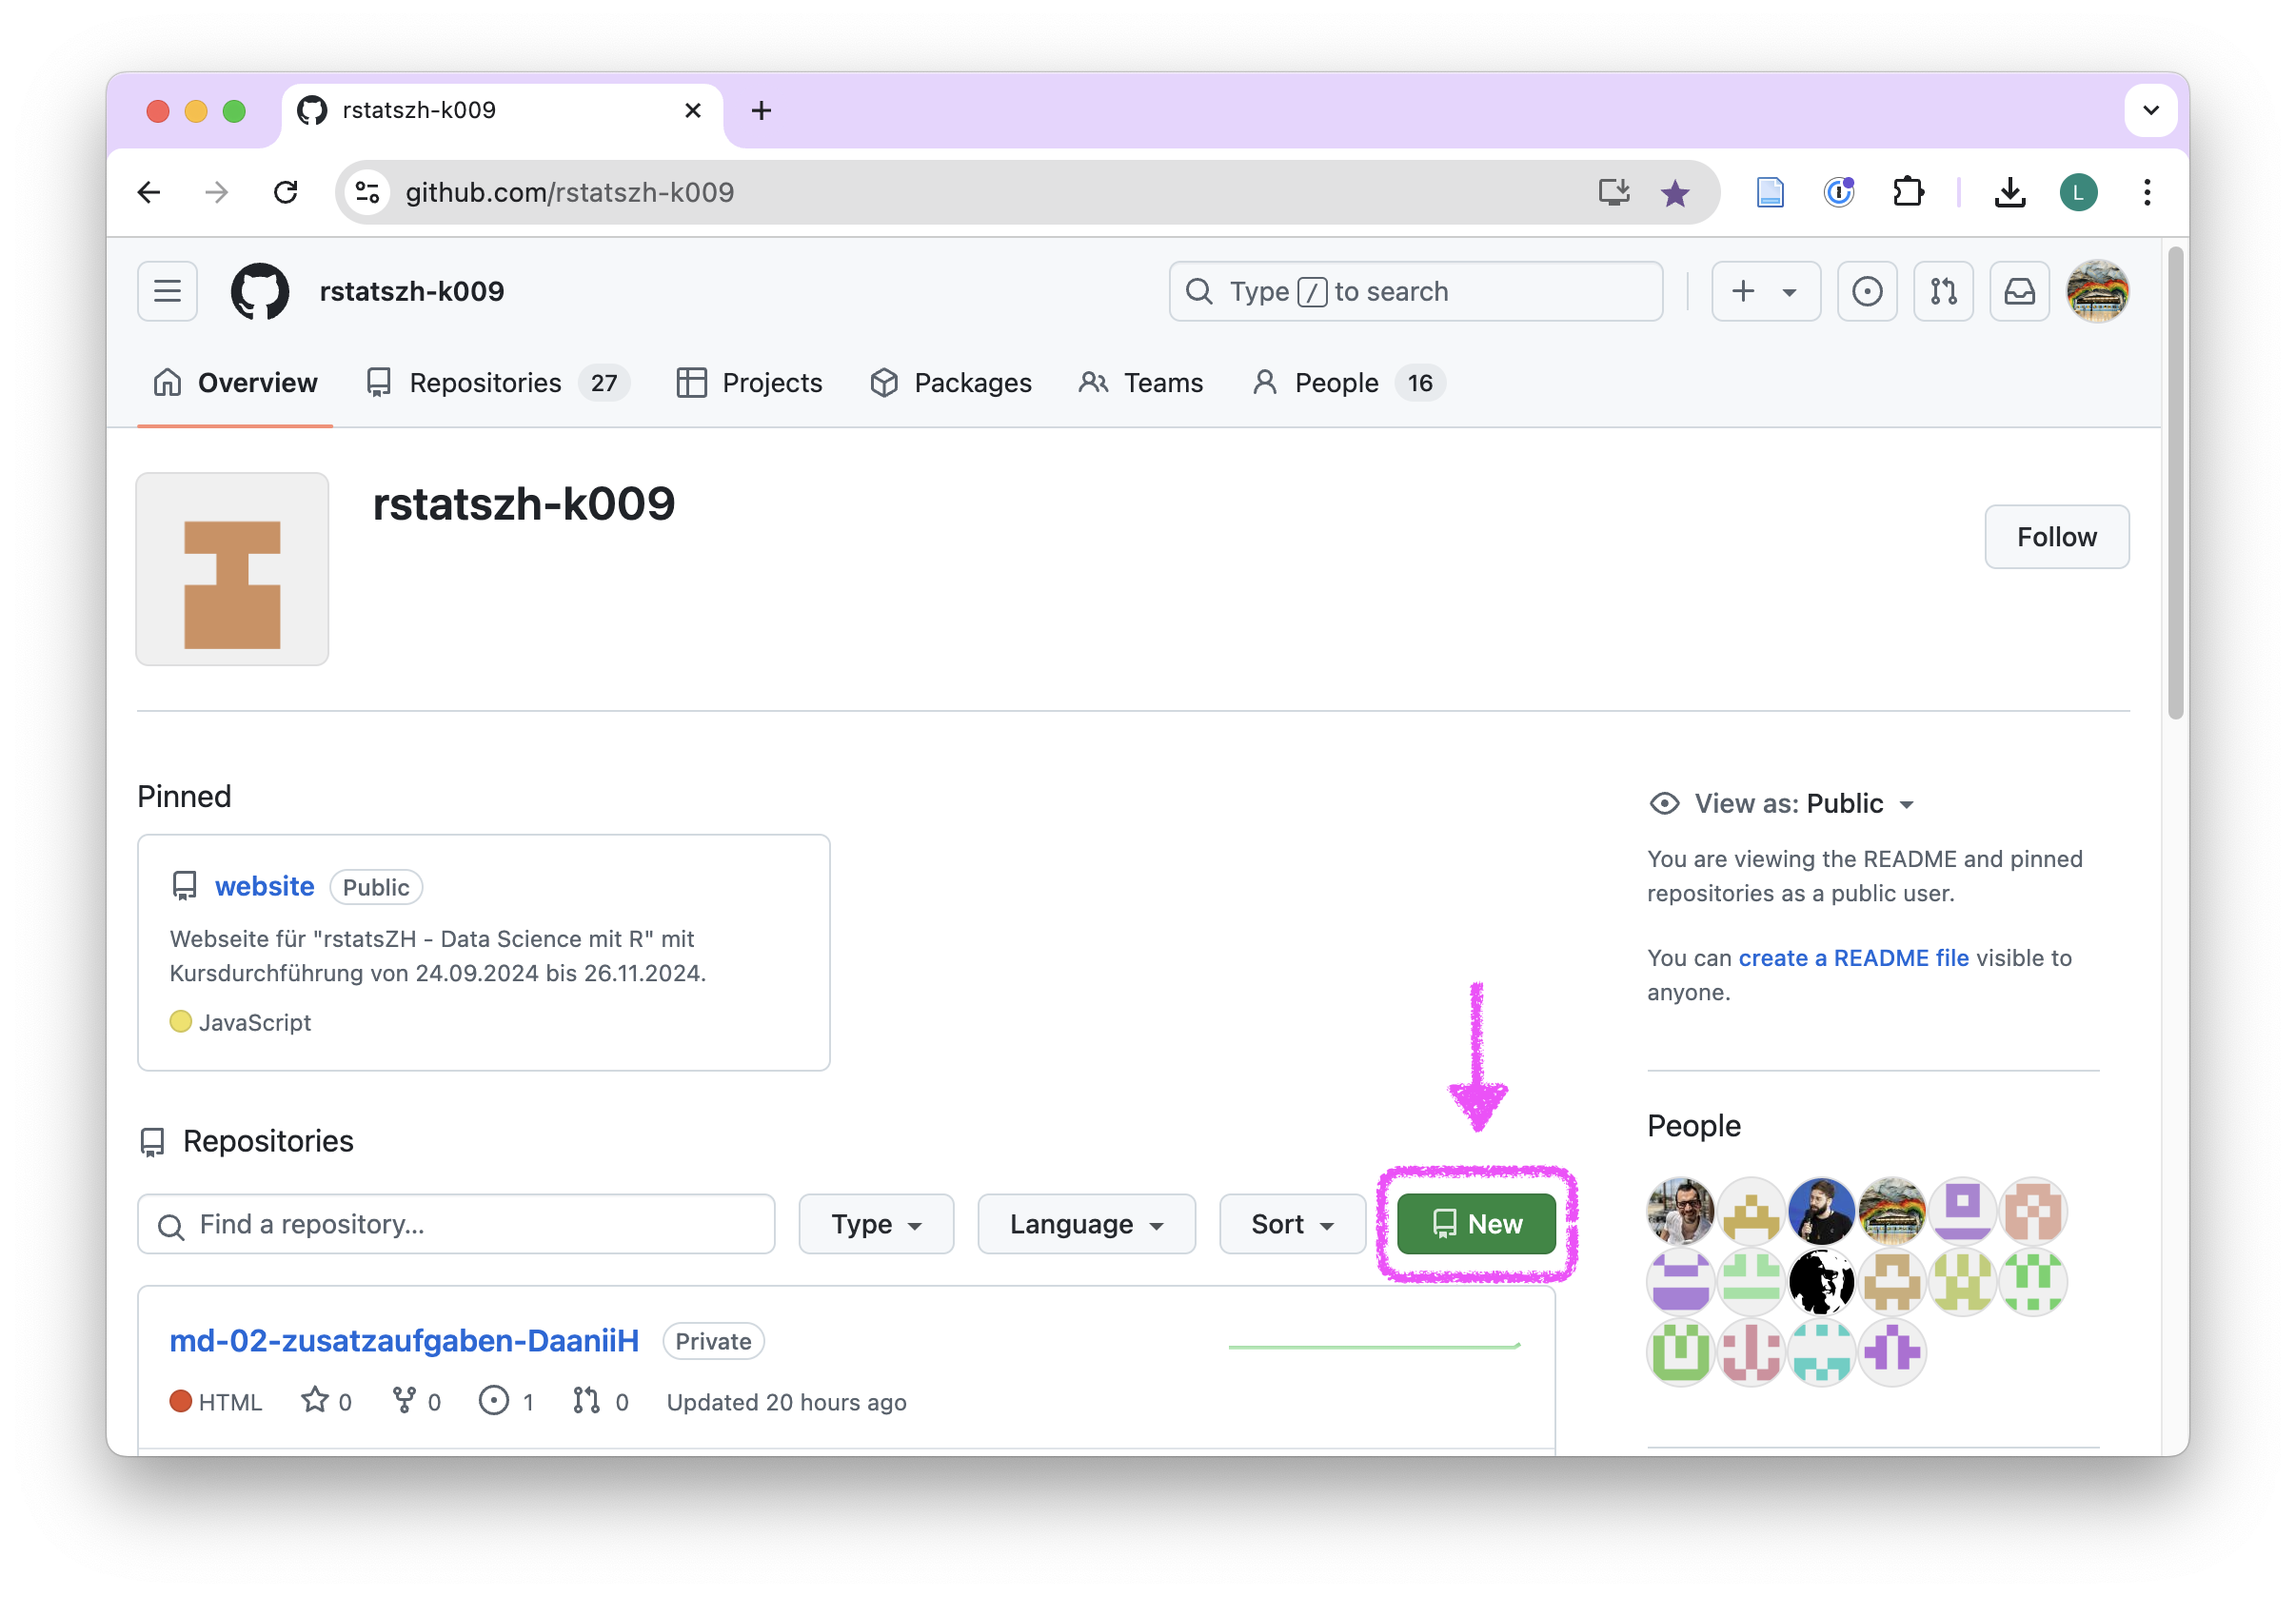 rstatszh-k009
github.com/rstatszh-k009
L
rstatszh-k009
Type / to search
Overview
Repositories 27
Projects
Packages
Teams
People 16
rstatszh-k009
Follow
Pinned
website Public
Webseite für "rstatsZH - Data Science mit R" mit
Kursdurchführung von 24.09.2024 bis 26.11.2024.
JavaScript
View as: Public
You are viewing the README and pinned
repositories as a public user.
You can create a README file visible to
anyone.
Repositories
Find a repository...
Type
Language
Sort
New
People
md-02-zusatzaufgaben-DaaniiH Private
HTML 0 0 1 0 Updated 20 hours ago